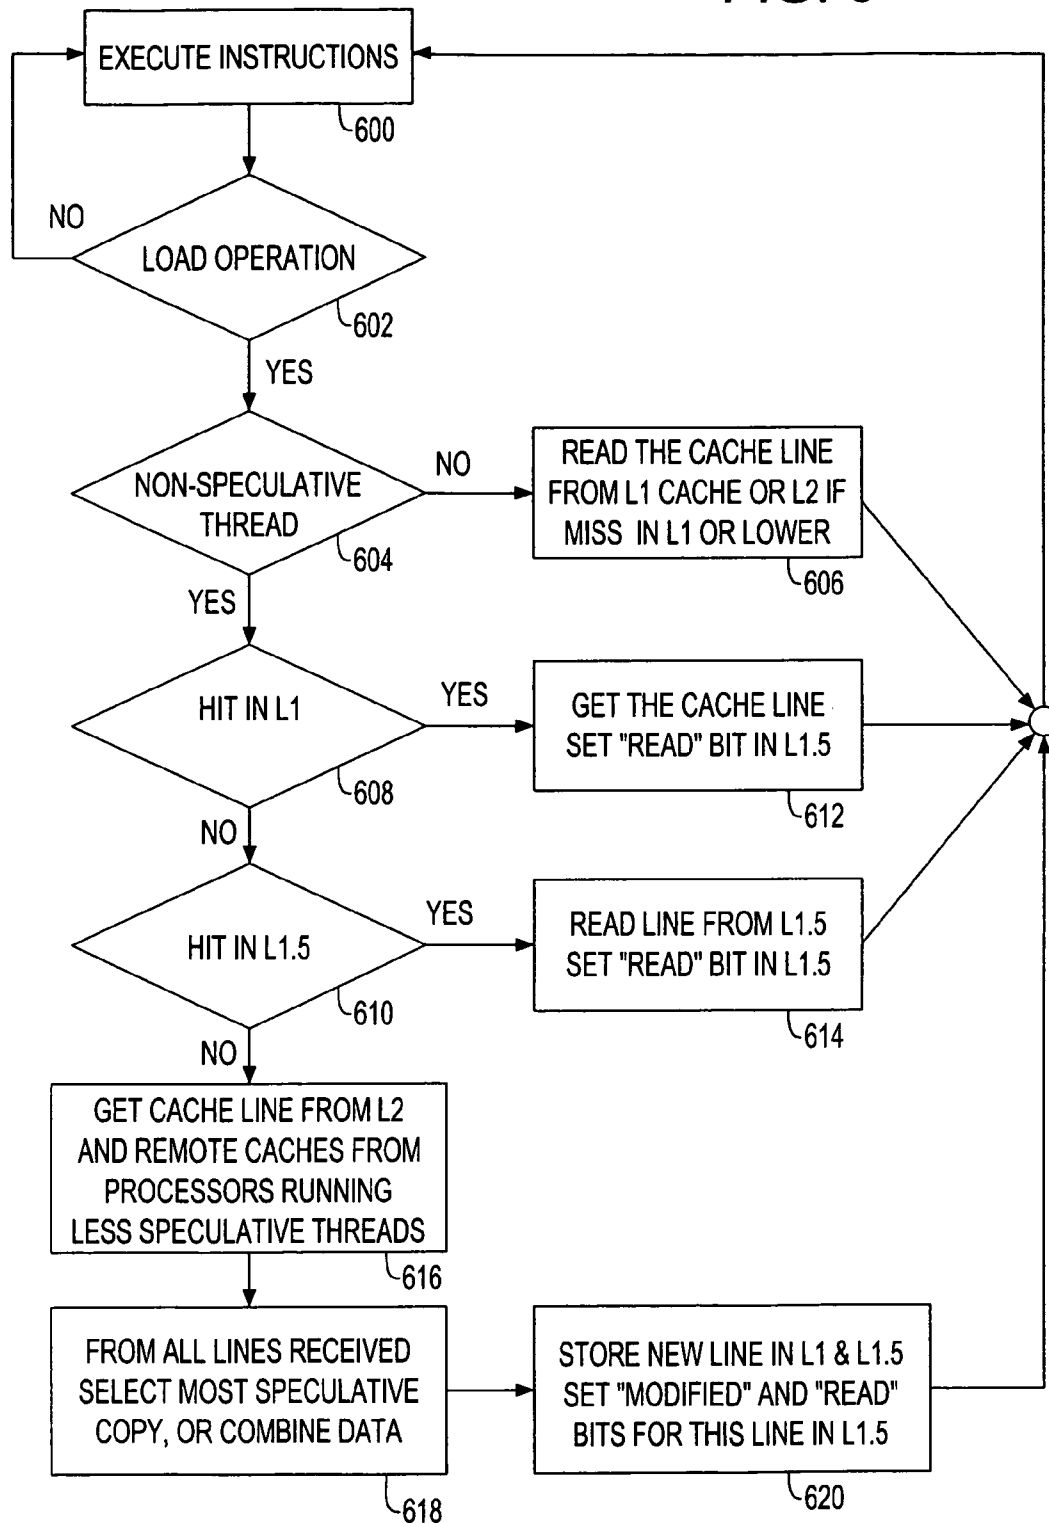 EXECUTE INSTRUCTIONS
600
NO
LOAD OPERATION
602
YES
NON-SPECULATIVE
THREAD
604
NO
READ THE CACHE LINE
FROM L1 CACHE OR L2 IF
MISS IN L1 OR LOWER
606
YES
HIT IN L1
608
YES
GET THE CACHE LINE
SET "READ" BIT IN L1.5
612
NO
HIT IN L1.5
610
YES
READ LINE FROM L1.5
SET "READ" BIT IN L1.5
614
NO
GET CACHE LINE FROM L2
AND REMOTE CACHES FROM
PROCESSORS RUNNING
LESS SPECULATIVE THREADS
616
FROM ALL LINES RECEIVED
SELECT MOST SPECULATIVE
COPY, OR COMBINE DATA
618
STORE NEW LINE IN L1 & L1.5
SET "MODIFIED" AND "READ"
BITS FOR THIS LINE IN L1.5
620